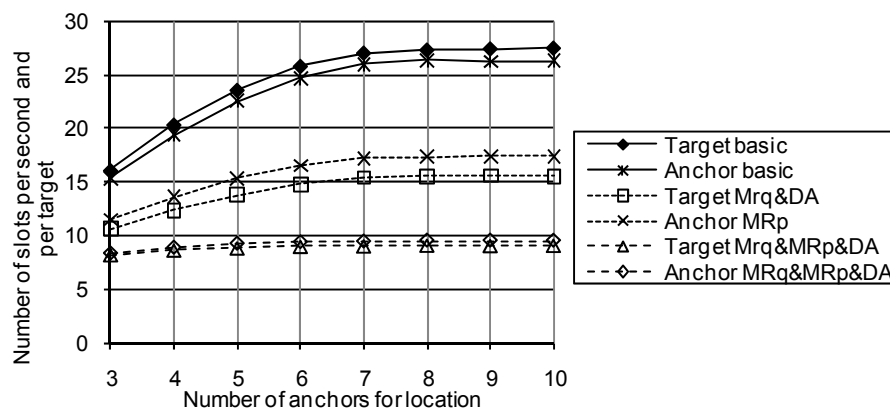 Number of slots per second and
per target
30
25
20
15
10
5
0
3 4 5 6 7 8 9 10
Number of anchors for location
Target basic
Anchor basic
Target Mrq&DA
Anchor MRp
Target Mrq&MRp&DA
Anchor MRq&MRp&DA